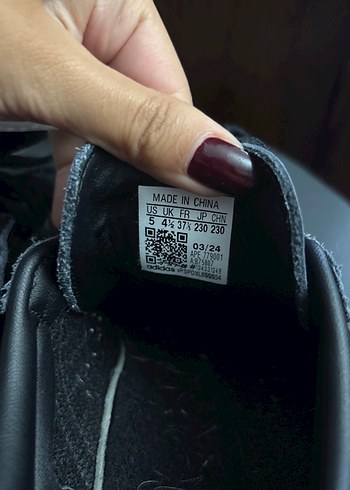 MADE IN CHINA
US UK FR JP CHN
5 4½ 37⅓ 230 230
03/24
APE 779001
adidas